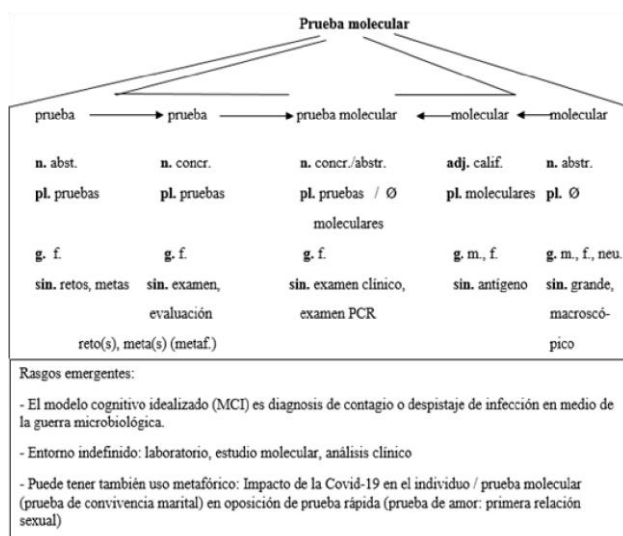 Prueba molecular
prueba prueba prueba molecular molecular molecular
n. abst. n. concr. n. concr./abstr. adj. calif. n. abstr.
pl. pruebas pl. pruebas pl. pruebas / Ø pl. moleculares pl. Ø
moleculares
g. f. g. f. g. f. g. m., f. g. m., f., neu.
sin. retos, metas sin. examen, sin. examen clínico, sin. antígeno sin. grande,
evaluación examen PCR macroscó-
reto(s), meta(s) (metaf.) pico
Rasgos emergentes:
- El modelo cognitivo idealizado (MCI) es diagnosis de contagio o despistaje de infección en medio de
la guerra microbiológica.
- Entorno indefinido: laboratorio, estudio molecular, análisis clínico
- Puede tener también uso metafórico: Impacto de la Covid-19 en el individuo / prueba molecular
(prueba de convivencia marital) en oposición de prueba rápida (prueba de amor: primera relación
sexual)